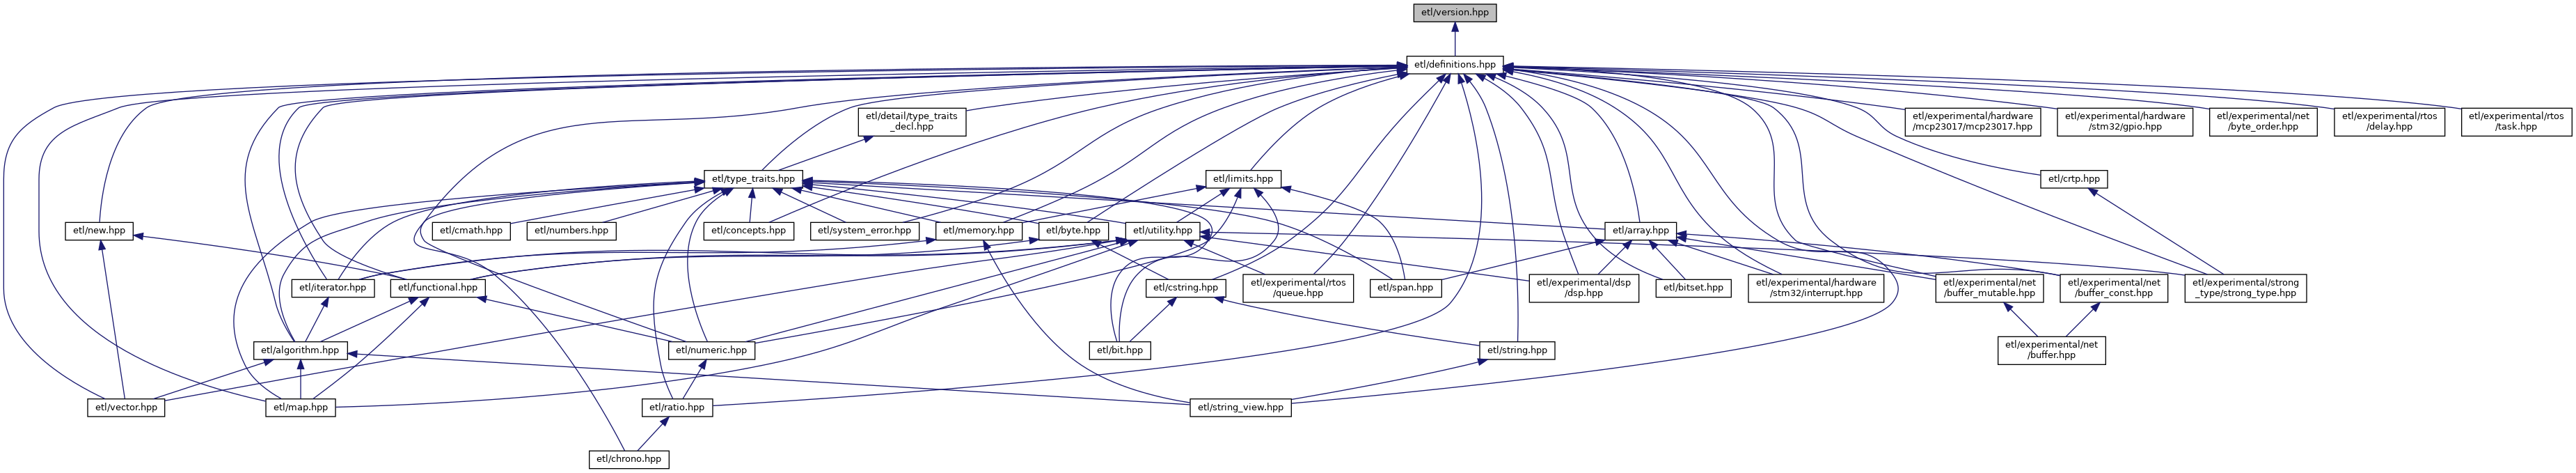 etl/version.hpp
etl/definitions.hpp
etl/detail/type_traits
_decl.hpp
etl/experimental/hardware
/mcp23017/mcp23017.hpp
etl/experimental/hardware
/stm32/gpio.hpp
etl/experimental/net
/byte_order.hpp
etl/experimental/rtos
/delay.hpp
etl/experimental/rtos
/task.hpp
etl/type_traits.hpp
etl/limits.hpp
etl/crtp.hpp
etl/new.hpp
etl/cmath.hpp
etl/numbers.hpp
etl/concepts.hpp
etl/system_error.hpp
etl/memory.hpp
etl/byte.hpp
etl/utility.hpp
etl/array.hpp
etl/iterator.hpp
etl/functional.hpp
etl/cstring.hpp
etl/experimental/rtos
/queue.hpp
etl/span.hpp
etl/experimental/dsp
/dsp.hpp
etl/bitset.hpp
etl/experimental/hardware
/stm32/interrupt.hpp
etl/experimental/net
/buffer_mutable.hpp
etl/experimental/net
/buffer_const.hpp
etl/experimental/strong
_type/strong_type.hpp
etl/algorithm.hpp
etl/numeric.hpp
etl/bit.hpp
etl/string.hpp
etl/experimental/net
/buffer.hpp
etl/vector.hpp
etl/map.hpp
etl/ratio.hpp
etl/string_view.hpp
etl/chrono.hpp